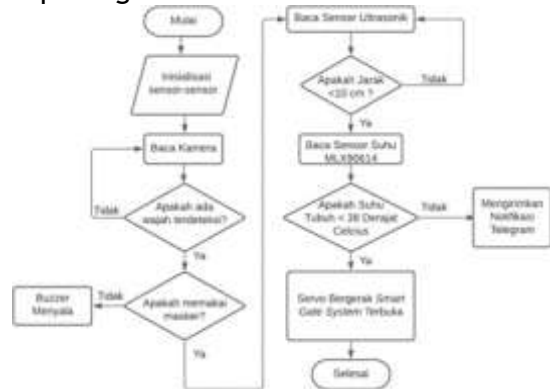 Mulai
Inisialisasi
sensor-sensor
Baca Kamera
Apakah ada
wajah terdeteksi?
Tidak
Ya
Apakah memakai
masker?
Tidak
Buzzer
Menyala
Ya
Baca Sensor Ultrasonik
Apakah Jarak
<10 cm ?
Tidak
Ya
Baca Sensor Suhu
MLX90614
Apakah Suhu
Tubuh < 38 Derajat
Celcius
Tidak
Mengirimkan
Notifikasi
Telegram
Ya
Servo Bergerak Smart
Gate System Terbuka
Selesai